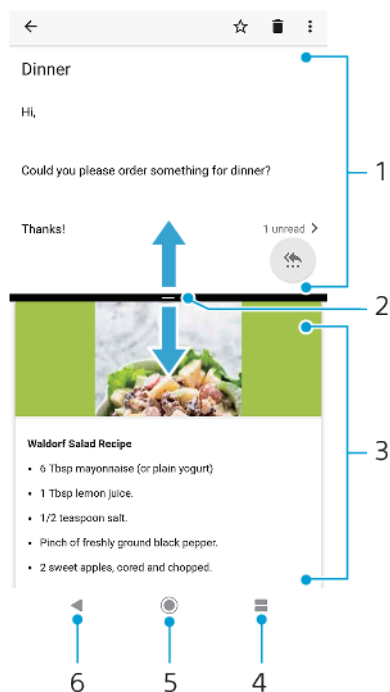 Dinner
Hi,
Could you please order something for dinner?
Thanks!
1 unread
1
2
3
Waldorf Salad Recipe
• 6 Tbsp mayonnaise (or plain yogurt)
• 1 Tbsp lemon juice.
• 1/2 teaspoon salt.
• Pinch of freshly ground black pepper.
• 2 sweet apples, cored and chopped.
6 5 4